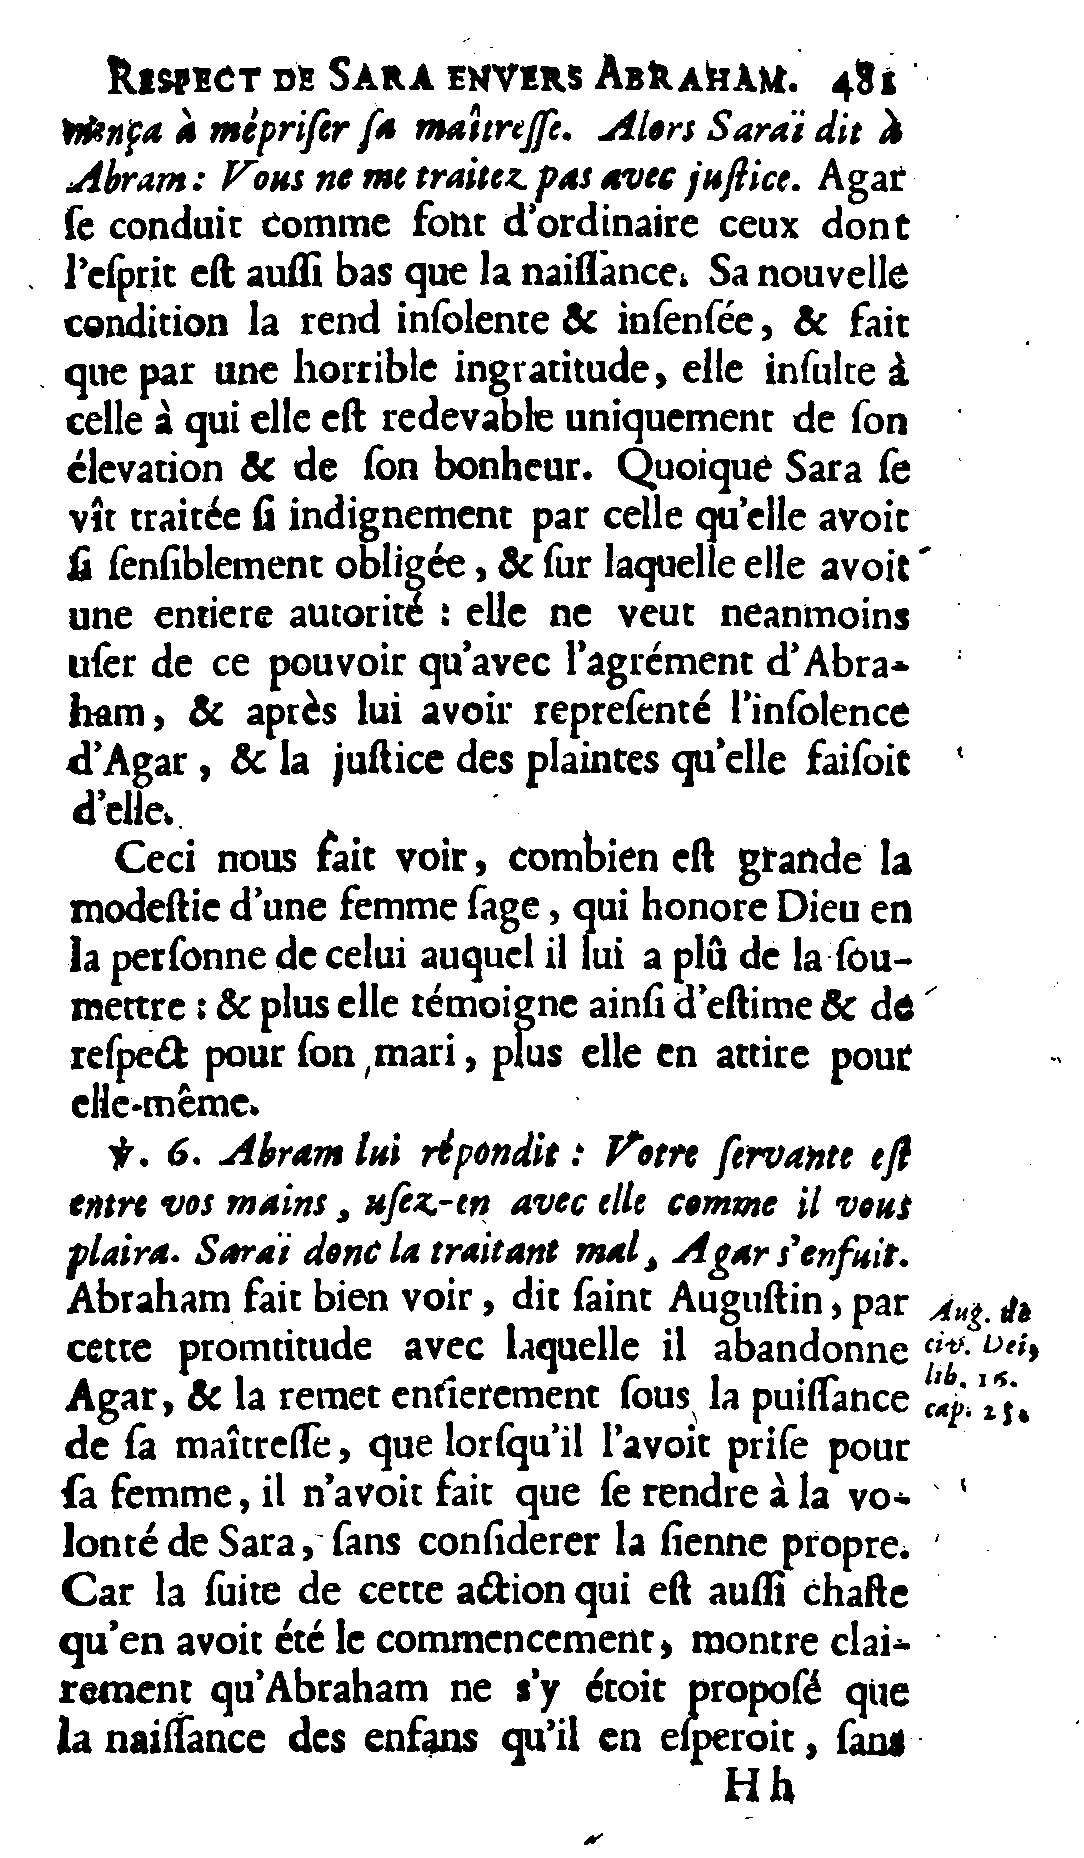 RESPECT DE SARA ENVERS ABRAHAM. 481
mença à mépriſer ſa maîtreſſe. Alors Saraï dit à
Abram: Vous ne me traitez pas avec juſtice. Agar
ſe conduit comme font d'ordinaire ceux dont
l'eſprit eſt auſſi bas que la naiſſance. Sa nouvelle
condition la rend inſolente & inſenſée, & fait
que par une horrible ingratitude, elle inſulte à
celle à qui elle eſt redevable uniquement de ſon
élevation & de ſon bonheur. Quoique Sara ſe
vît traitée ſi indignement par celle qu'elle avoit
ſi ſenſiblement obligée, & ſur laquelle elle avoit
une entiere autorité : elle ne veut neanmoins
uſer de ce pouvoir qu'avec l'agrément d'Abra-
ham, & après lui avoir repreſenté l'inſolence
d'Agar, & la juſtice des plaintes qu'elle faiſoit
d'elle.
Ceci nous fait voir, combien eſt grande la
modeſtie d'une femme ſage, qui honore Dieu en
la perſonne de celui auquel il lui a plû de la ſou-
mettre : & plus elle témoigne ainſi d'eſtime & de
reſpect pour ſon mari, plus elle en attire pour
elle-même.
℣. 6. Abram lui répondit : Votre ſervante eſt
entre vos mains, uſez-en avec elle comme il vous
plaira. Saraï donc la traitant mal, Agar s'enfuit.
Abraham fait bien voir, dit ſaint Auguſtin, par
cette promtitude avec laquelle il abandonne
Agar, & la remet entierement ſous la puiſſance
de ſa maîtreſſe, que lorſqu'il l'avoit priſe pour
ſa femme, il n'avoit fait que ſe rendre à la vo-
lonté de Sara, ſans conſiderer la ſienne propre.
Car la ſuite de cette action qui eſt auſſi chaſte
qu'en avoit été le commencement, montre clai-
rement qu'Abraham ne s'y étoit propoſé que
la naiſſance des enfans qu'il en eſperoit, ſans
Hh
Aug. de
civ. Dei,
lib. 16.
cap. 25.